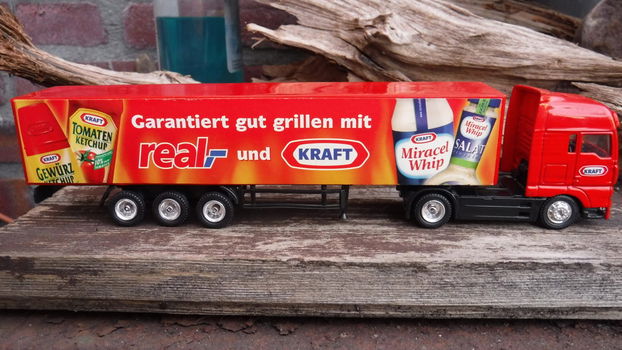 Garantiert gut grillen mit
real,- und KRAFT
KRAFT
TOMATEN
KETCHUP
GEWÜRZ
KETCHUP
KRAFT
Miracel
Whip
KRAFT
Miracel
Whip
SALAT
KRAFT